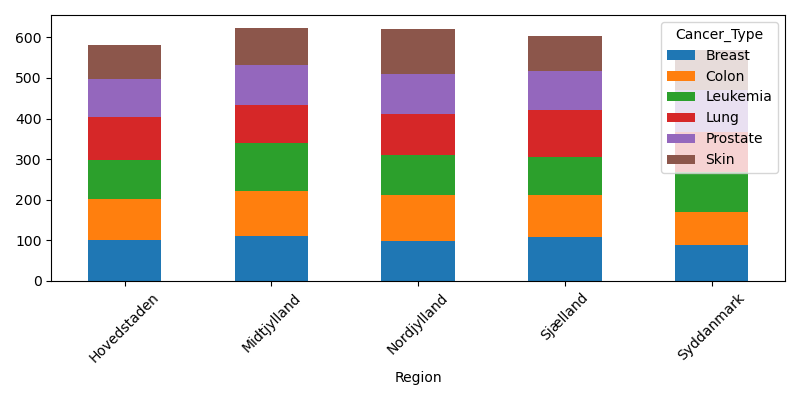 600
500
400
300
200
100
0
Cancer_Type
Breast
Colon
Leukemia
Lung
Prostate
Skin
Hovedstaden
Midtjylland
Nordjylland
Sjælland
Syddanmark
Region